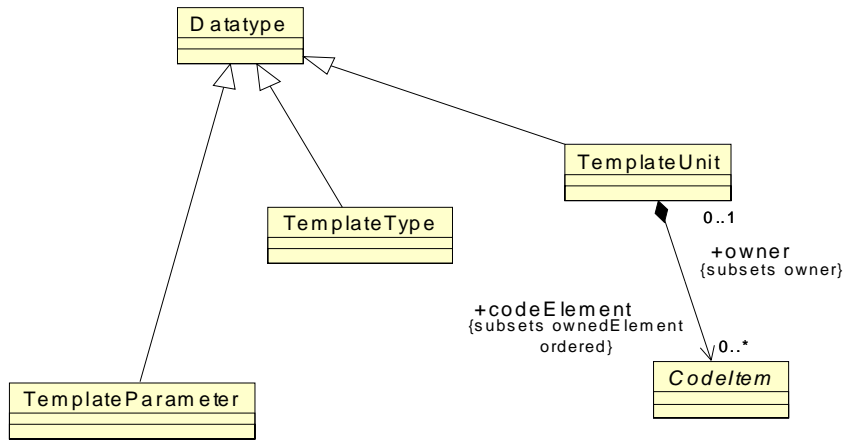 Datatype
TemplateUnit
0..1
+owner
{subsets owner}
TemplateType
+codeElement
{subsets ownedElement
ordered}
0..*
CodeItem
TemplateParameter